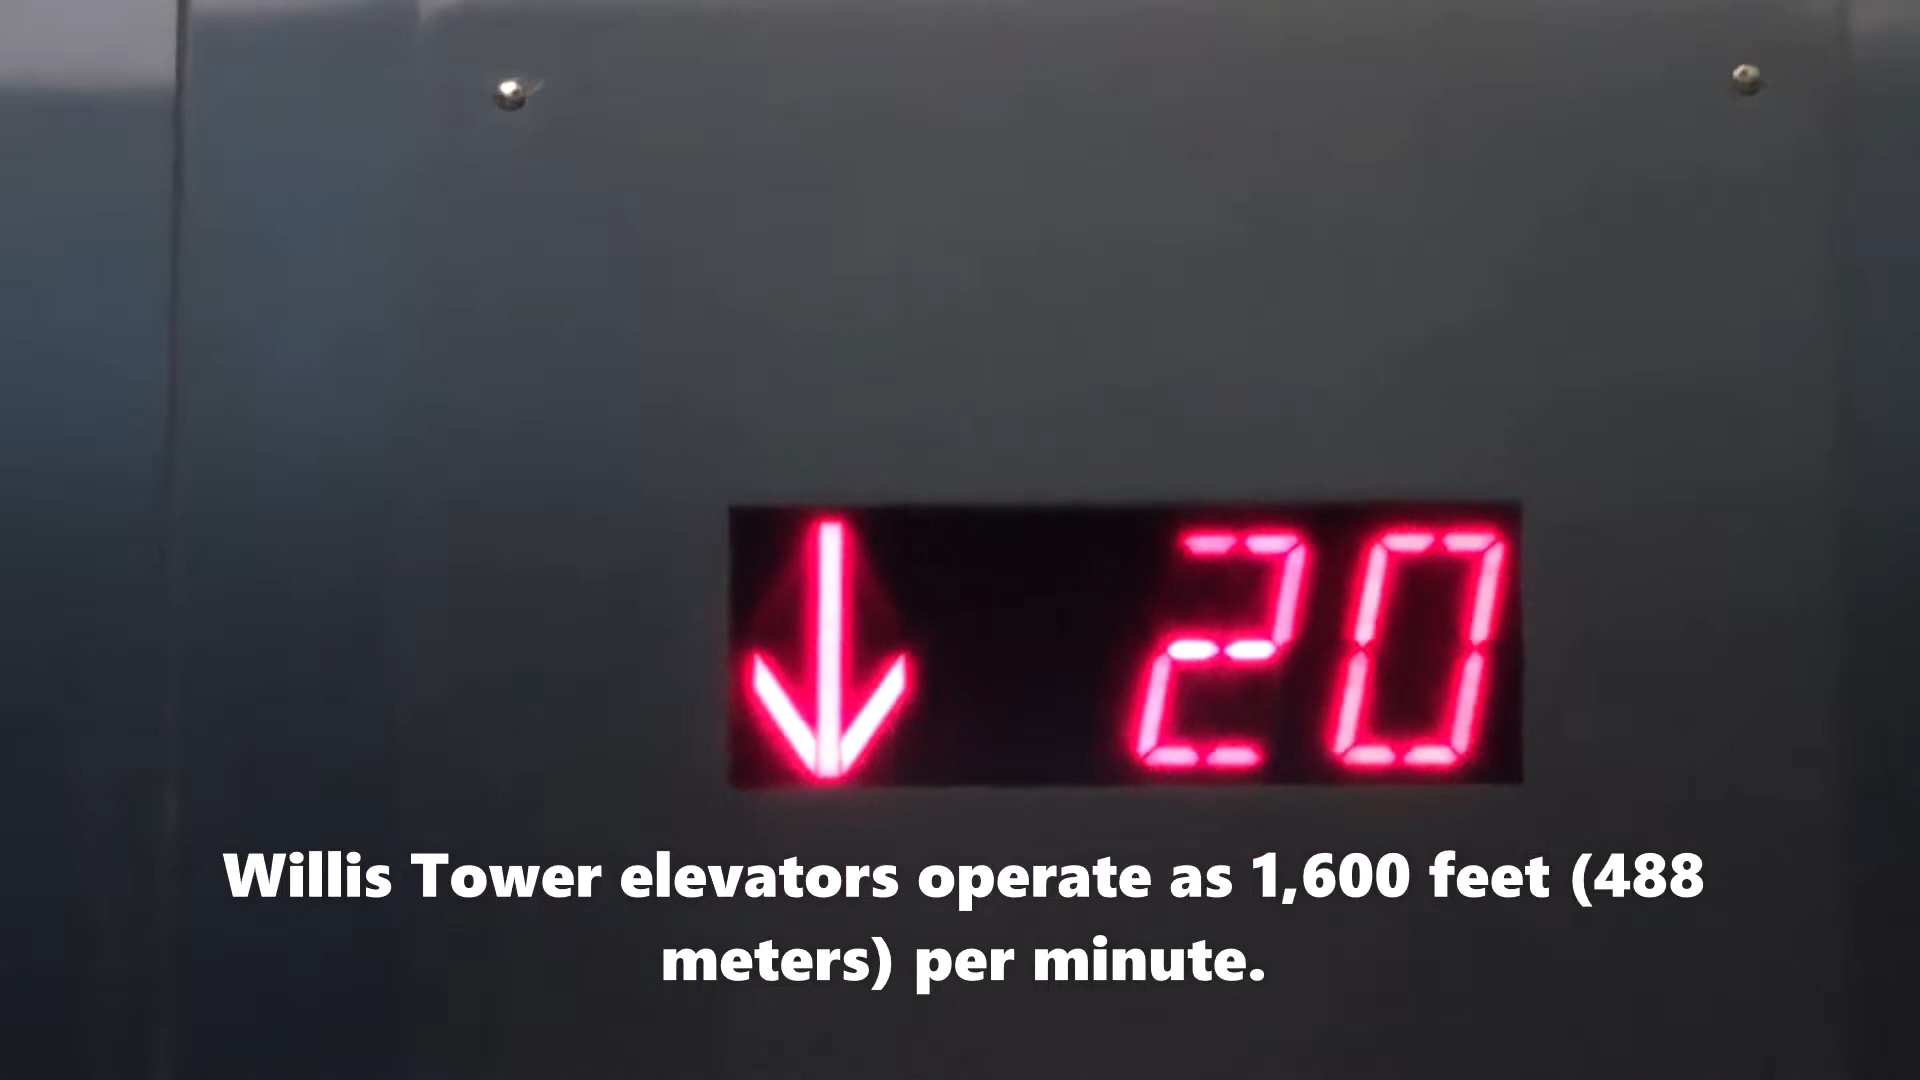 ↓ 20
Willis Tower elevators operate as 1,600 feet (488
meters) per minute.